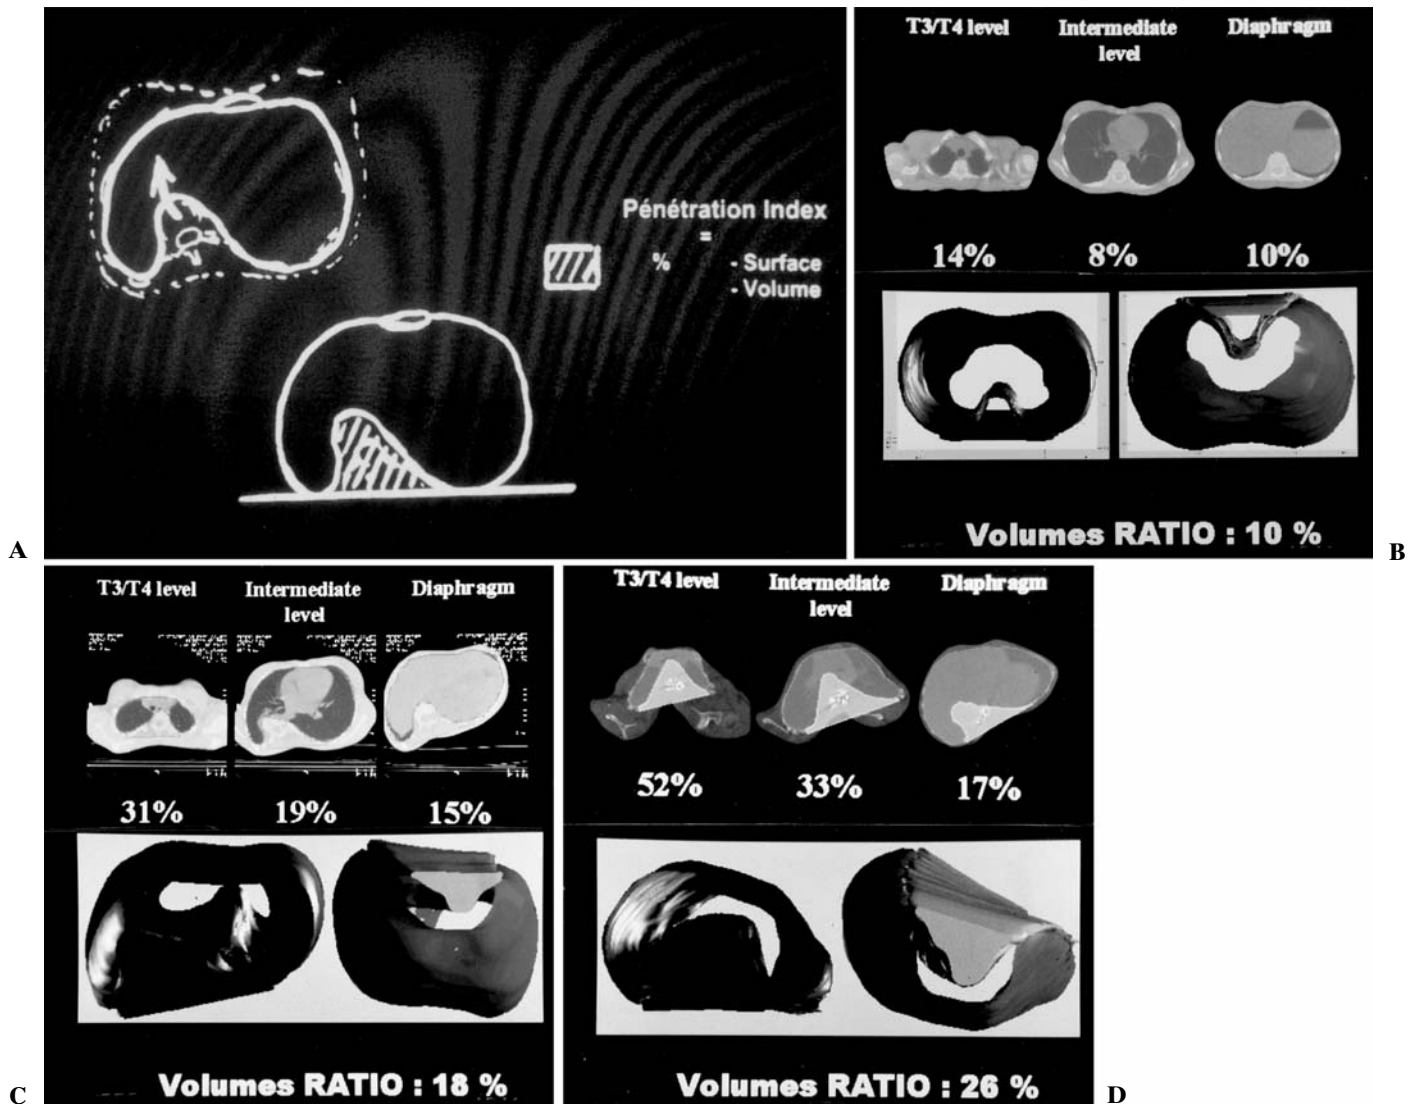 Pénétration Index
=
% - Surface
- Volume
A
T3/T4 level Intermediate level Diaphragm
14% 8% 10%
Volumes RATIO : 10 %
B
T3/T4 level Intermediate level Diaphragm
31% 19% 15%
Volumes RATIO : 18 %
C
T3/T4 level Intermediate level Diaphragm
52% 33% 17%
Volumes RATIO : 26 %
D